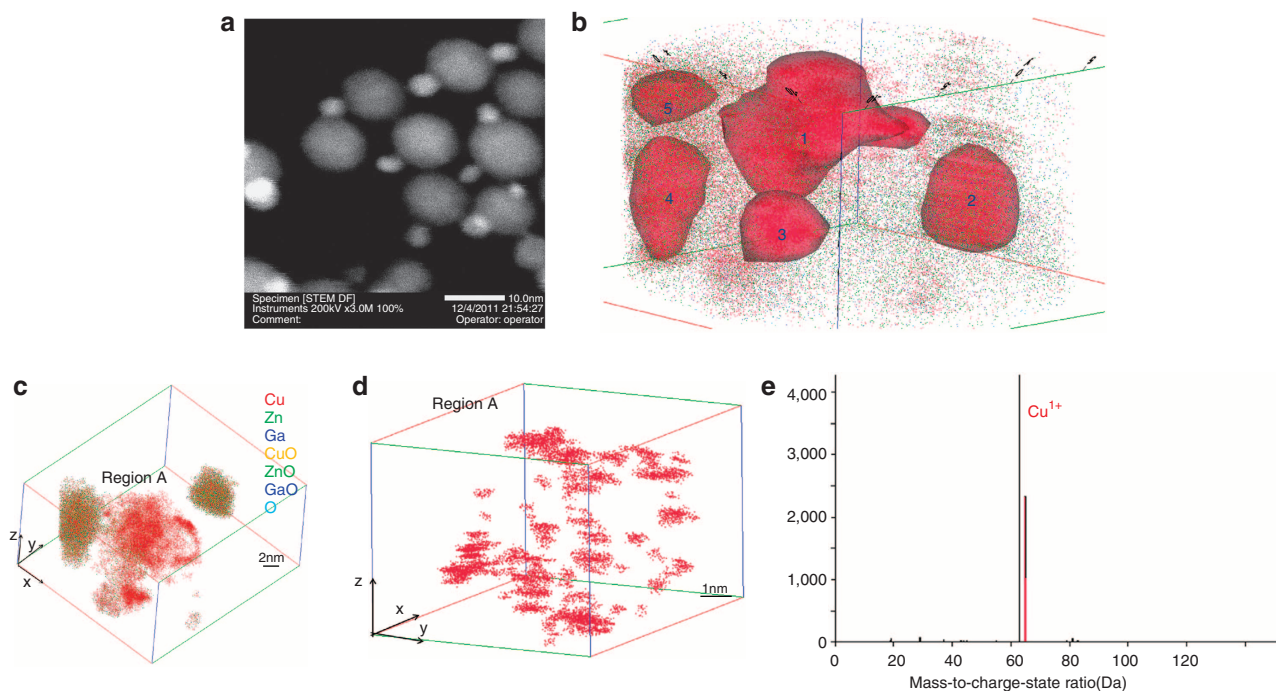 a
Specimen [STEM DF]
Instruments 200kV x3.0M 100%
Comment:
10.0nm
12/4/2011 21:54:27
Operator: operator
b
5
1
4
3
2
c
Region A
Cu
Zn
Ga
CuO
ZnO
GaO
O
z
y
x
2nm
d
Region A
z
x
y
1nm
e
4,000
3,000
2,000
1,000
0
Cu1+
0 20 40 60 80 100 120
Mass-to-charge-state ratio(Da)